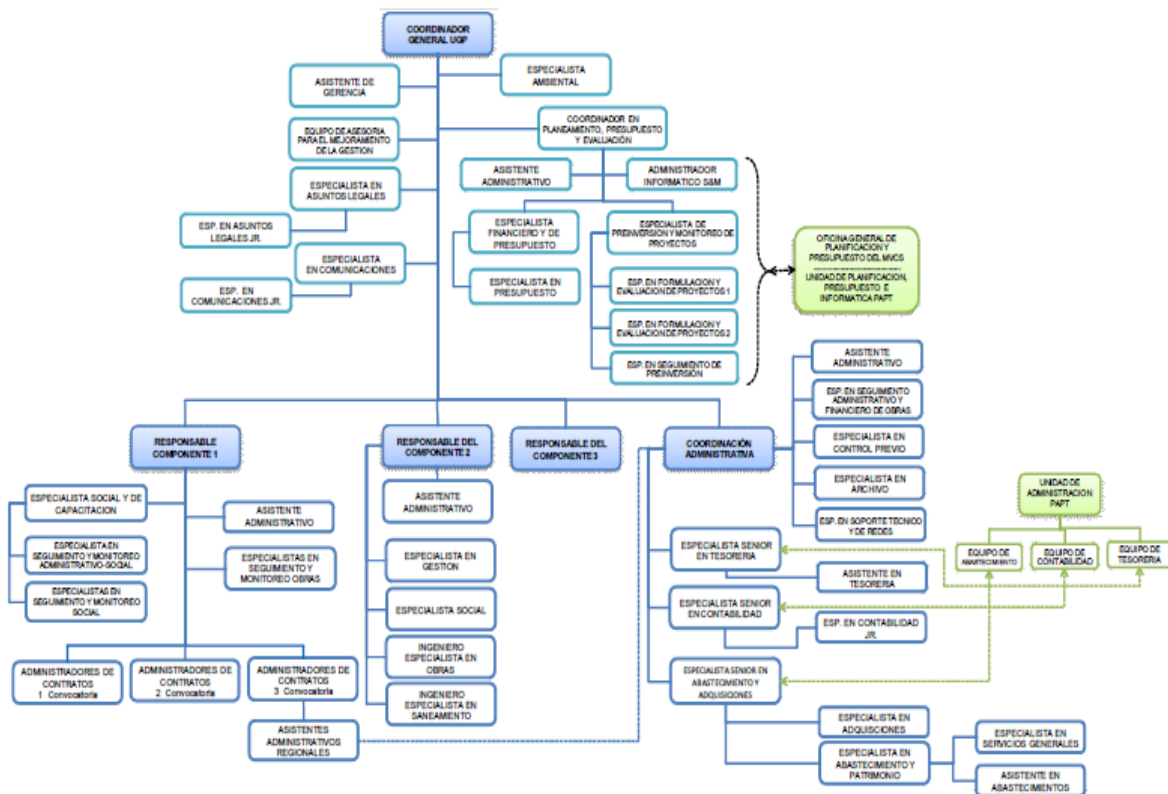 COORDINADOR
GENERAL UGP
ESPECIALISTA
AMBIENTAL
ASISTENTE DE
GERENCIA
COORDINADOR EN
PLANEAMIENTO, PRESUPUESTO
Y EVALUACIÓN
EQUIPO DE ASESORIA
PARA EL MEJORAMIENTO
DE LA GESTION
ASISTENTE
ADMINISTRATIVO
ADMINISTRADOR
INFORMATICO S&M
ESPECIALISTA EN
ASUNTOS LEGALES
ESP. EN ASUNTOS
LEGALES JR.
ESPECIALISTA
FINANCIERO Y DE
PRESUPUESTO
ESPECIALISTA DE
PREINVERSION Y MONITOREO DE
PROYECTOS
OFICINA GENERAL DE
PLANIFICACION Y
PRESUPUESTO DEL MVCS
UNIDAD DE PLANIFICACION,
PRESUPUESTO E
INFORMATICA PAPT
ESPECIALISTA
EN COMUNICACIONES
ESP. EN
COMUNICACIONES JR.
ESPECIALISTA EN
PRESUPUESTO
ESP. EN FORMULACION Y
EVALUACION DE PROYECTOS 1
ESP. EN FORMULACION Y
EVALUACION DE PROYECTOS 2
ESP. EN SEGUIMIENTO DE
PREINVERSIÓN
RESPONSABLE
COMPONENTE 1
RESPONSABLE DEL
COMPONENTE 2
RESPONSABLE DEL
COMPONENTE 3
COORDINACIÓN
ADMINISTRATIVA
ASISTENTE
ADMINISTRATIVO
ESP. EN SEGUIMIENTO
ADMINISTRATIVO Y
FINANCIERO DE OBRAS
ESPECIALISTA EN
CONTROL PREVIO
ESPECIALISTA EN
ARCHIVO
ESP. EN SOPORTE TECNICO
Y DE REDES
ESPECIALISTA SOCIAL Y DE
CAPACITACION
ASISTENTE
ADMINISTRATIVO
ESPECIALISTA EN
SEGUIMIENTO Y MONITOREO
ADMINISTRATIVO-SOCIAL
ESPECIALISTAS EN
SEGUIMIENTO Y
MONITOREO OBRAS
ESPECIALISTAS EN
SEGUIMIENTO Y MONITOREO
SOCIAL
ADMINISTRADORES DE
CONTRATOS
1 Convocatoria
ADMINISTRADORES DE
CONTRATOS
2 Convocatoria
ADMINISTRADORES DE
CONTRATOS
3 Convocatoria
ASISTENTES
ADMINISTRATIVOS
REGIONALES
ASISTENTE
ADMINISTRATIVO
ESPECIALISTA EN
GESTION
ESPECIALISTA SOCIAL
INGENIERO
ESPECIALISTA EN
OBRAS
INGENIERO
ESPECIALISTA EN
SANEAMIENTO
ESPECIALISTA SENIOR
EN TESORERIA
ASISTENTE EN
TESORERIA
ESPECIALISTA SENIOR
EN CONTABILIDAD
ESP. EN CONTABILIDAD
JR.
ESPECIALISTA SENIOR EN
ABASTECIMIENTO Y
ADQUISICIONES
ESPECIALISTA EN
ADQUISCIONES
ESPECIALISTA EN
ABASTECIMIENTO Y
PATRIMONIO
ESPECIALISTA EN
SERVICIOS GENERALES
ASISTENTE EN
ABASTECIMIENTOS
UNIDAD DE
ADMINISTRACION
PAPT
EQUIPO DE
ABASTECIMIENTO
EQUIPO DE
CONTABILIDAD
EQUIPO DE
TESORERIA